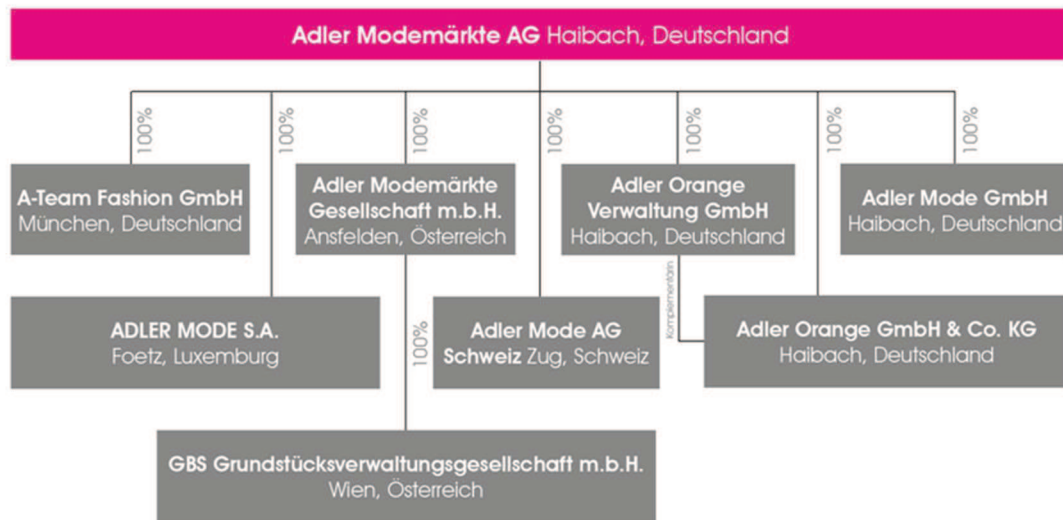 Adler Modemärkte AG Haibach, Deutschland
100%
100%
100%
100%
100%
100%
100%
A-Team Fashion GmbH
München, Deutschland
Adler Modemärkte
Gesellschaft m.b.H.
Ansfelden, Österreich
Adler Orange
Verwaltung GmbH
Haibach, Deutschland
Adler Mode GmbH
Haibach, Deutschland
ADLER MODE S.A.
Foetz, Luxemburg
100%
Adler Mode AG
Schweiz Zug, Schweiz
Komplementärin
Adler Orange GmbH & Co. KG
Haibach, Deutschland
GBS Grundstücksverwaltungsgesellschaft m.b.H.
Wien, Österreich